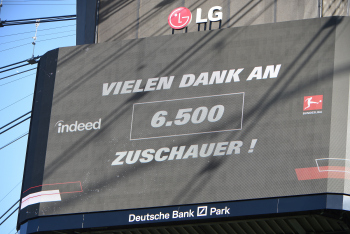 LG
VIELEN DANK AN
indeed
6.500
ZUSCHAUER !
Deutsche Bank Park